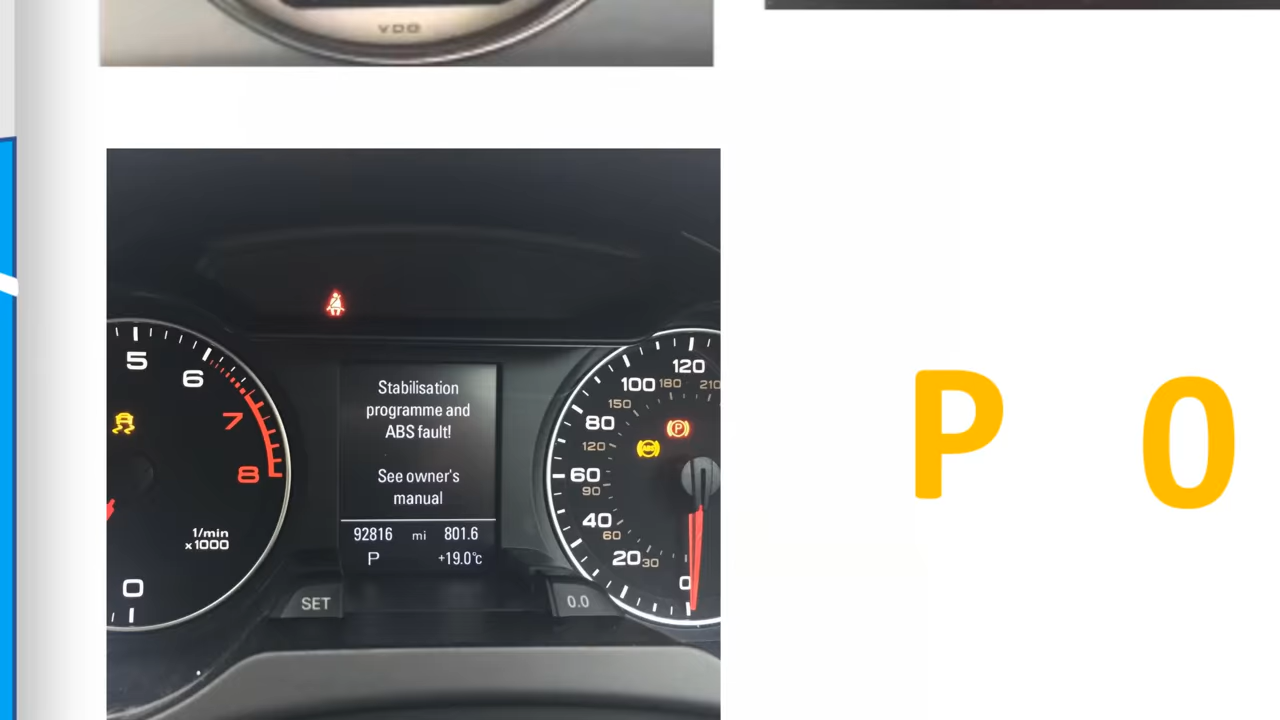 VDO
5
6
7
8
1/min
x1000
0
Stabilisation
programme and
ABS fault!
See owner's
manual
92816 mi 801.6
P +19.0°c
SET
0.0
120
100 180 210
80 150
120
60
90
40
60
20 30
0
P
ABS
P 0